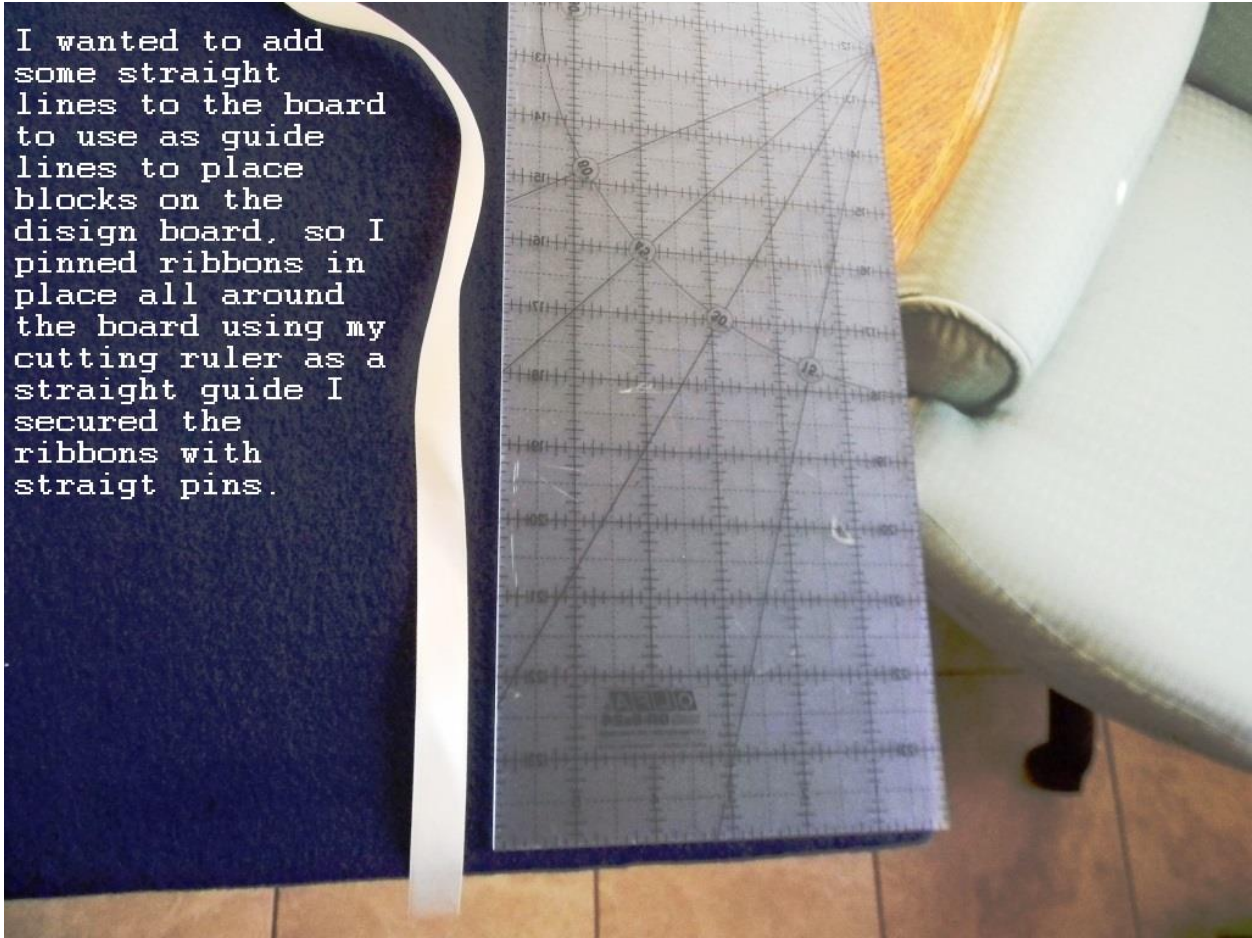 I wanted to add
some straight
lines to the board
to use as guide
lines to place
blocks on the
disign board, so I
pinned ribbons in
place all around
the board using my
cutting ruler as a
straight guide I
secured the
ribbons with
straigt pins.
OLFA